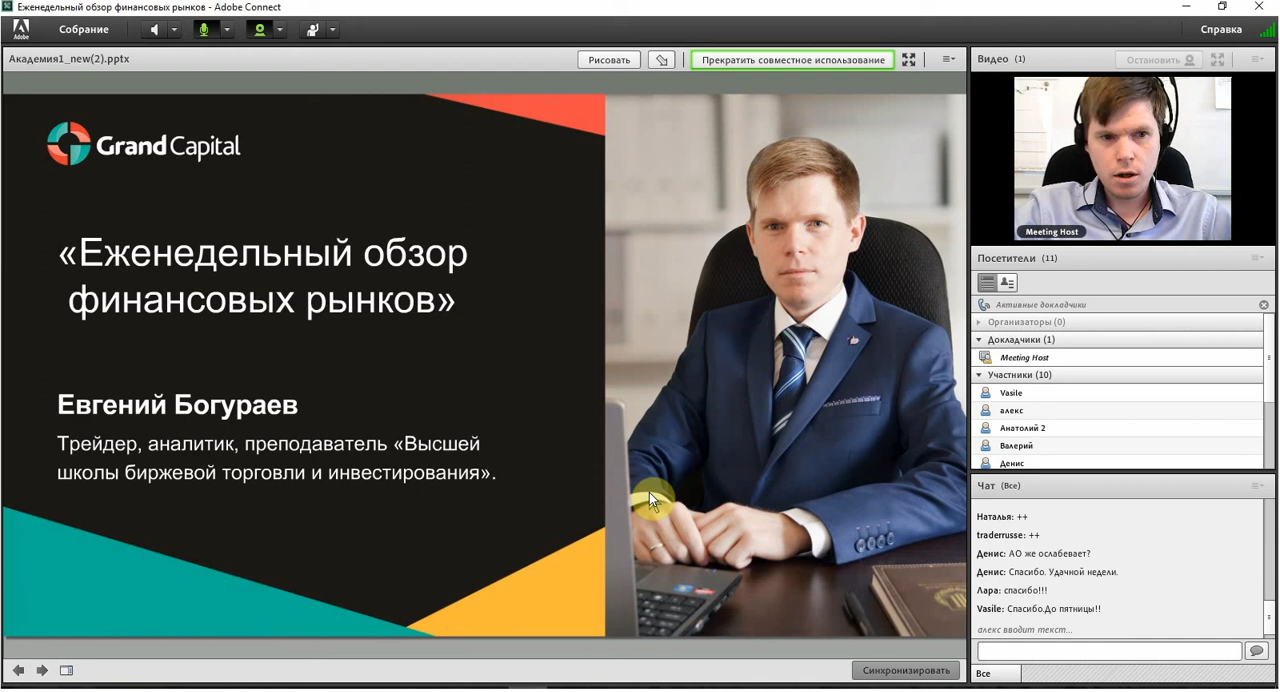 Еженедельный обзор финансовых рынков - Adobe Connect
Adobe
Собрание
Справка
Академия1_new(2).pptx
Рисовать
Прекратить совместное использование
Видео (1)
Остановить
GrandCapital
«Еженедельный обзор
финансовых рынков»
Евгений Богураев
Трейдер, аналитик, преподаватель «Высшей
школы биржевой торговли и инвестирования».
Meeting Host
Посетители (11)
Активные докладчики
Организаторы (0)
Докладчики (1)
Meeting Host
Участники (10)
Vasile
алекс
Анатолий 2
Валерий
Денис
Чат (Все)
Наталья: ++
traderrusse: ++
Денис: АО же ослабевает?
Денис: Спасибо. Удачной недели.
Лара: спасибо!!!
Vasile: Спасибо.До пятницы!!
алекс вводит текст...
Все
Синхронизировать